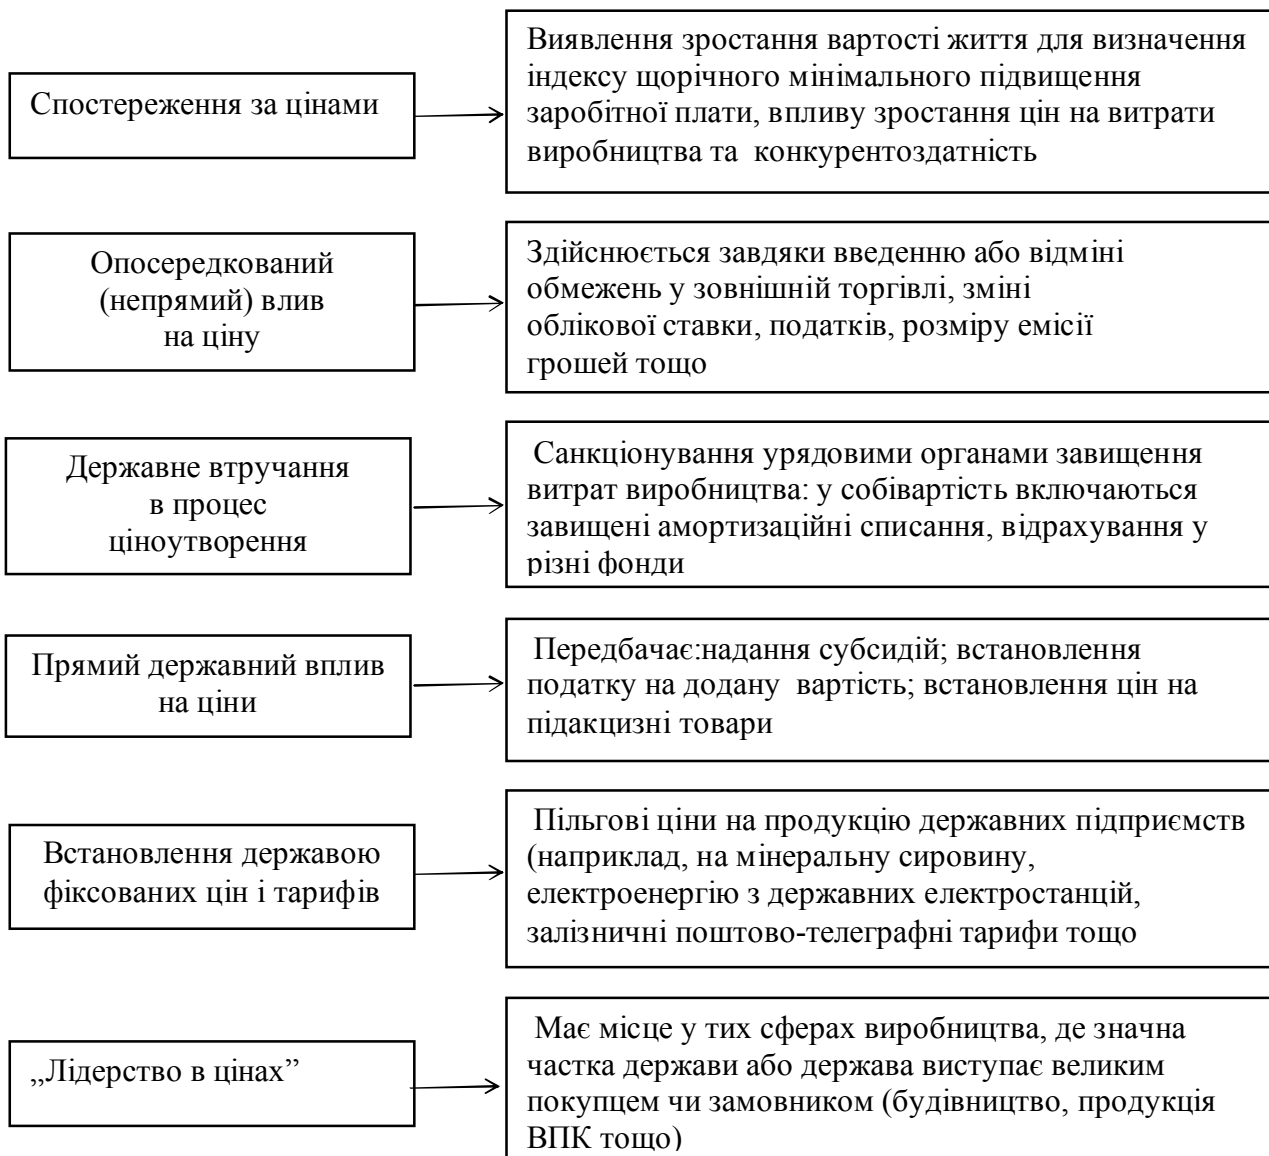 Спостереження за цінами
Виявлення зростання вартості життя для визначення
індексу щорічного мінімального підвищення
заробітної плати, впливу зростання цін на витрати
виробництва та конкурентоздатність
Опосередкований
(непрямий) влив
на ціну
Здійснюється завдяки введенню або відміні
обмежень у зовнішній торгівлі, зміні
облікової ставки, податків, розміру емісії
грошей тощо
Державне втручання
в процес
ціноутворення
Санкціонування урядовими органами завищення
витрат виробництва: у собівартість включаються
завищені амортизаційні списання, відрахування у
різні фонди
Прямий державний вплив
на ціни
Передбачає:надання субсидій; встановлення
податку на додану вартість; встановлення цін на
підакцизні товари
Встановлення державою
фіксованих цін і тарифів
Пільгові ціни на продукцію державних підприємств
(наприклад, на мінеральну сировину,
електроенергію з державних електростанцій,
залізничні поштово-телеграфні тарифи тощо
„Лідерство в цінах”
Має місце у тих сферах виробництва, де значна
частка держави або держава виступає великим
покупцем чи замовником (будівництво, продукція
ВПК тощо)